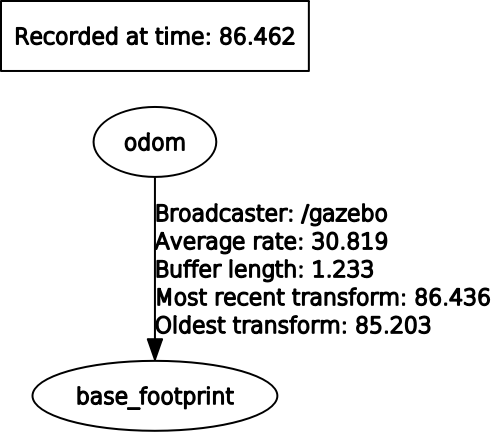 Recorded at time: 86.462
odom
Broadcaster: /gazebo
Average rate: 30.819
Buffer length: 1.233
Most recent transform: 86.436
Oldest transform: 85.203
base_footprint